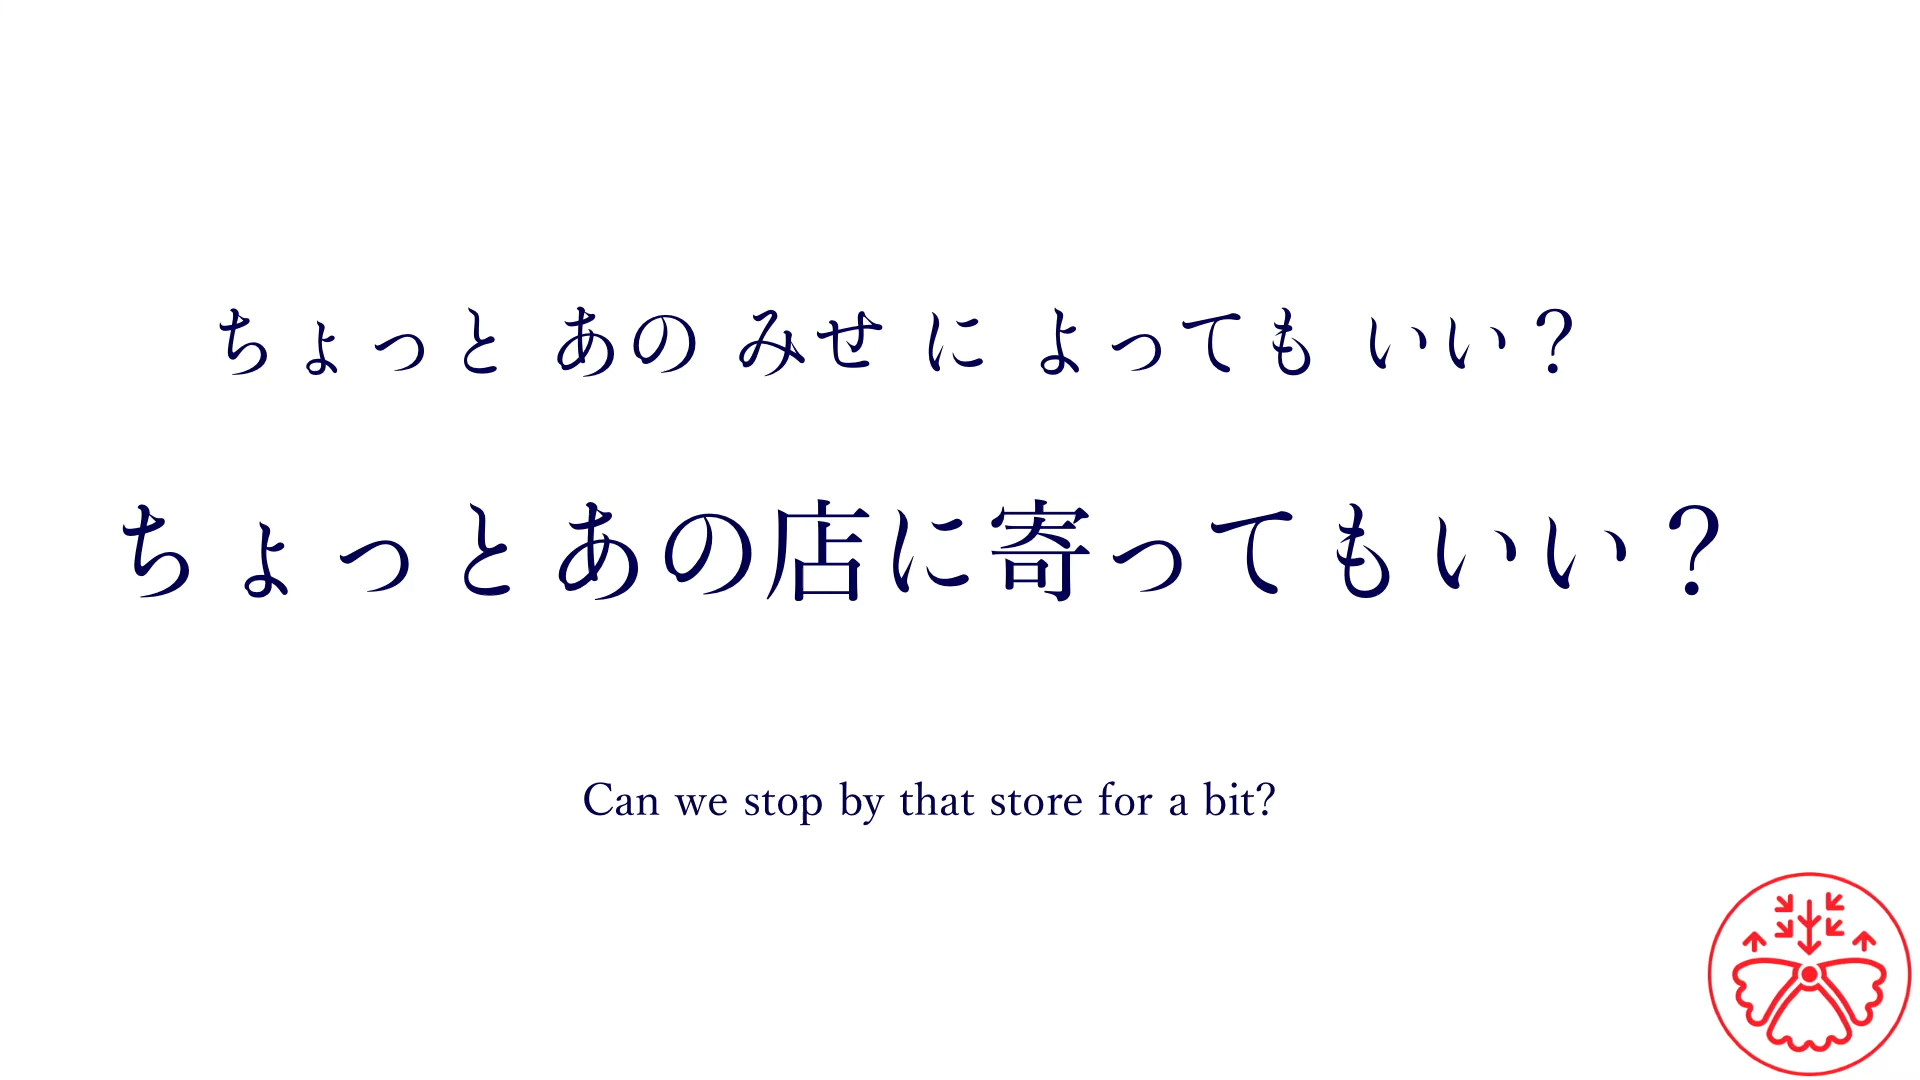 ちょっと あの みせ に よっても いい？
ちょっとあの店に寄ってもいい？
Can we stop by that store for a bit?